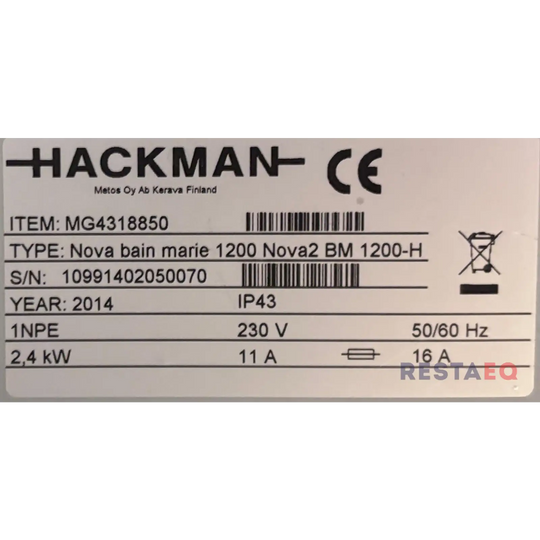 HACKMAN CE
Metos Oy Ab Kerava Finland
ITEM: MG4318850
TYPE: Nova bain marie 1200 Nova2 BM 1200-H
S/N: 10991402050070
YEAR: 2014 IP43
1NPE 230 V 50/60 Hz
2,4 kW 11 A 16 A
RESTAEQ